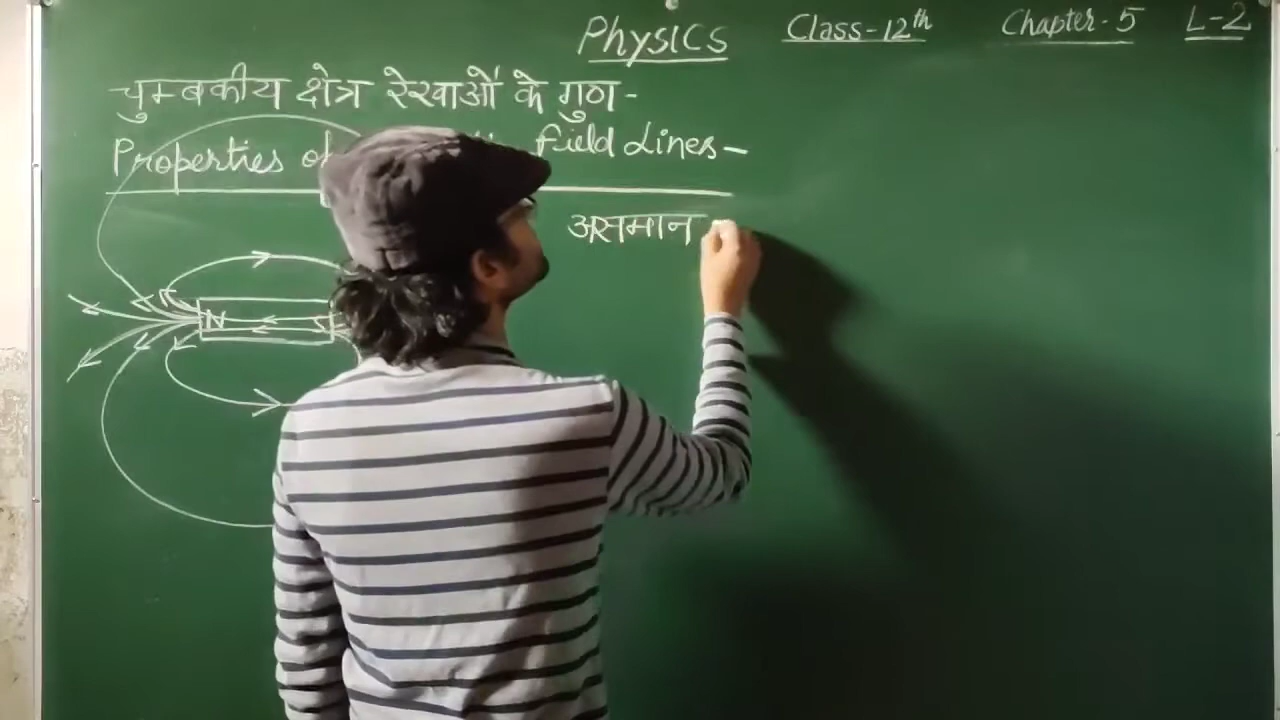 Physics Class-12th Chapter-5 L-2
चुम्बकीय क्षेत्र रेखाओं के गुण-
Properties of field Lines-
असमान
N